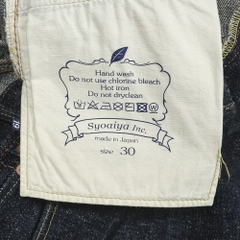 Hand wash
Do not use chlorine bleach
Hot iron
Do not dryclean
Syoaiya Inc.
made in Japan
size 30